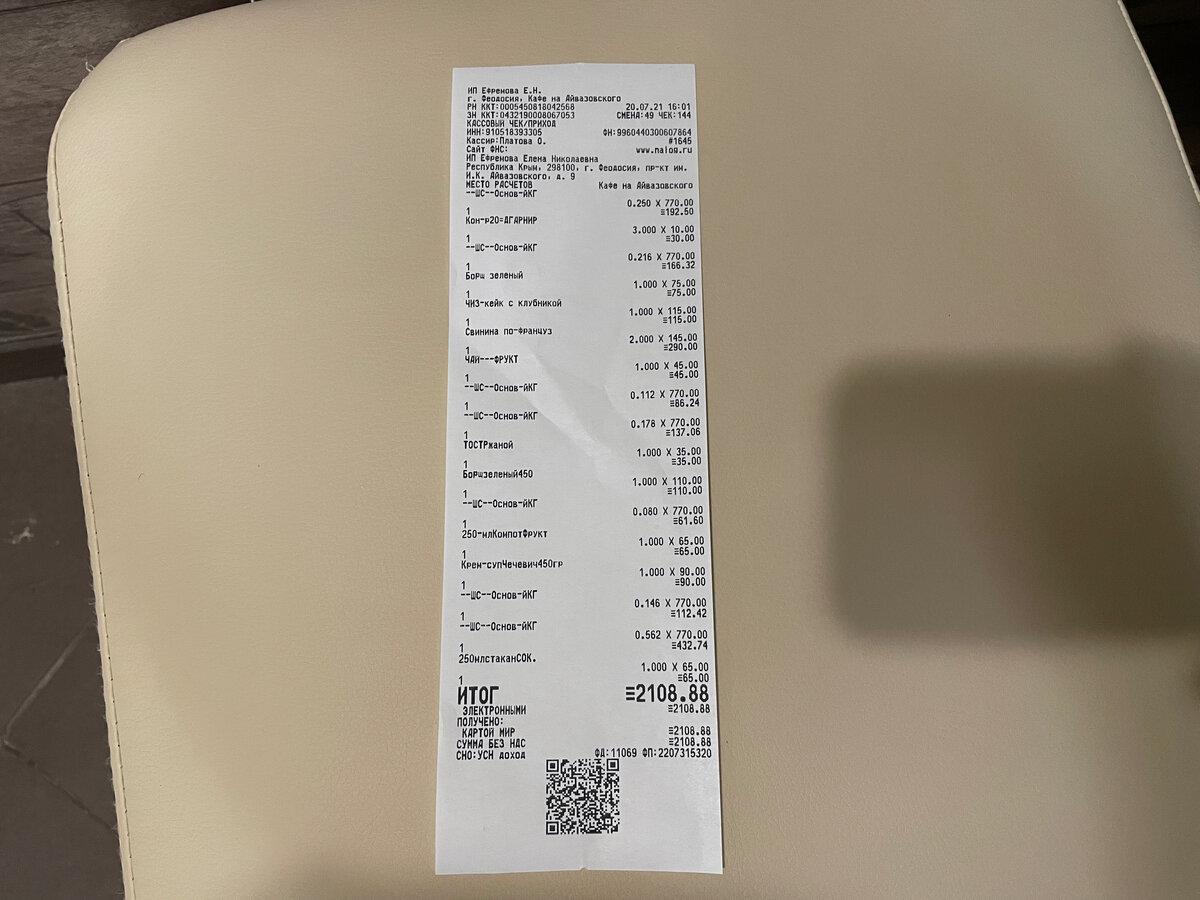 ИП Ефремова Е.Н.
г. Феодосия, Кафе на Айвазовского
РН ККТ:0005450818042568 20.07.21 16:01
ЗН ККТ:0432190008067053 СМЕНА:49 ЧЕК:144
КАССОВЫЙ ЧЕК/ПРИХОД
ИНН:910518393305 ФН:9960440300607864
Кассир:Платова О. #1645
Сайт ФНС: www.nalog.ru
ИП Ефремова Елена Николаевна
Республика Крым, 298100, г. Феодосия, пр-кт им.
И.К. Айвазовского, д. 9
МЕСТО РАСЧЕТОВ Кафе на Айвазовского
--ШС--Основ-йКГ
0.250 X 770.00
1 ≡192.50
Кон-р20=ДГАРНИР
3.000 X 10.00
1 ≡30.00
--ШС--Основ-йКГ
0.216 X 770.00
1 ≡166.32
Борщ зеленый
1.000 X 75.00
1 ≡75.00
ЧИЗ-кейк с клубникой
1.000 X 115.00
1 ≡115.00
Свинина по-француз
2.000 X 145.00
1 ≡290.00
ЧАЙ---ФРУКТ
1.000 X 45.00
1 ≡45.00
--ШС--Основ-йКГ
0.112 X 770.00
1 ≡86.24
--ШС--Основ-йКГ
0.178 X 770.00
1 ≡137.06
ТОСТРжаной
1.000 X 35.00
1 ≡35.00
Борщзеленый450
1.000 X 110.00
1 ≡110.00
--ШС--Основ-йКГ
0.080 X 770.00
1 ≡61.60
250-млКомпотФрукт
1.000 X 65.00
1 ≡65.00
Крем-супЧечевич450гр
1.000 X 90.00
1 ≡90.00
--ШС--Основ-йКГ
0.146 X 770.00
1 ≡112.42
--ШС--Основ-йКГ
0.562 X 770.00
1 ≡432.74
250млстаканСОК.
1.000 X 65.00
1 ≡65.00
ИТОГ ≡2108.88
ЭЛЕКТРОННЫМИ ≡2108.88
ПОЛУЧЕНО:
КАРТОЙ МИР ≡2108.88
СУММА БЕЗ НДС ≡2108.88
СНО:УСН доход ФД:11069 ФП:2207315320